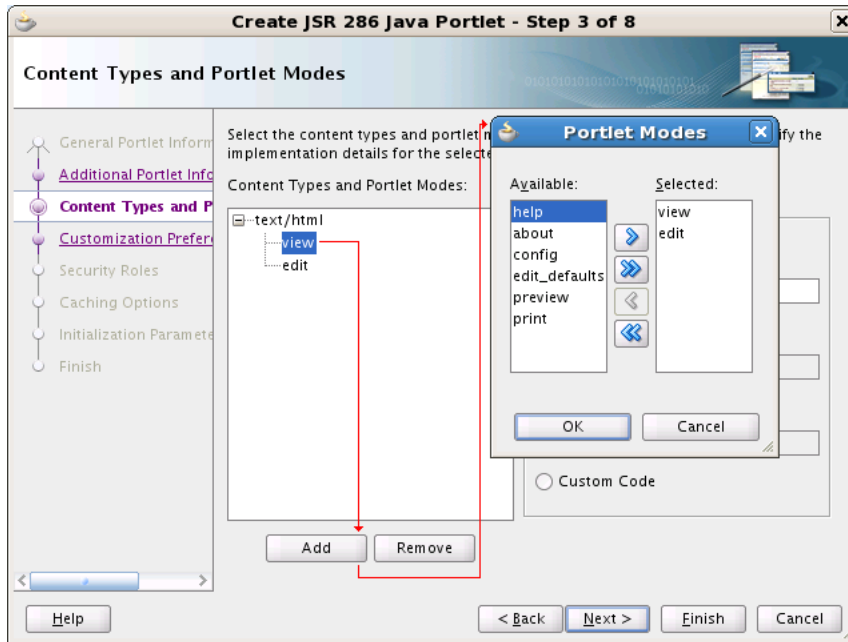 Create JSR 286 Java Portlet - Step 3 of 8
Content Types and Portlet Modes
General Portlet Inform
Additional Portlet Info
Content Types and P
Customization Prefere
Security Roles
Caching Options
Initialization Paramete
Finish
Select the content types and portlet m
ify the
implementation details for the selecte
Content Types and Portlet Modes:
text/html
view
edit
Add
Remove
Portlet Modes
Available:
Selected:
help
about
config
edit_defaults
preview
print
view
edit
OK
Cancel
Custom Code
Help
< Back
Next >
Finish
Cancel